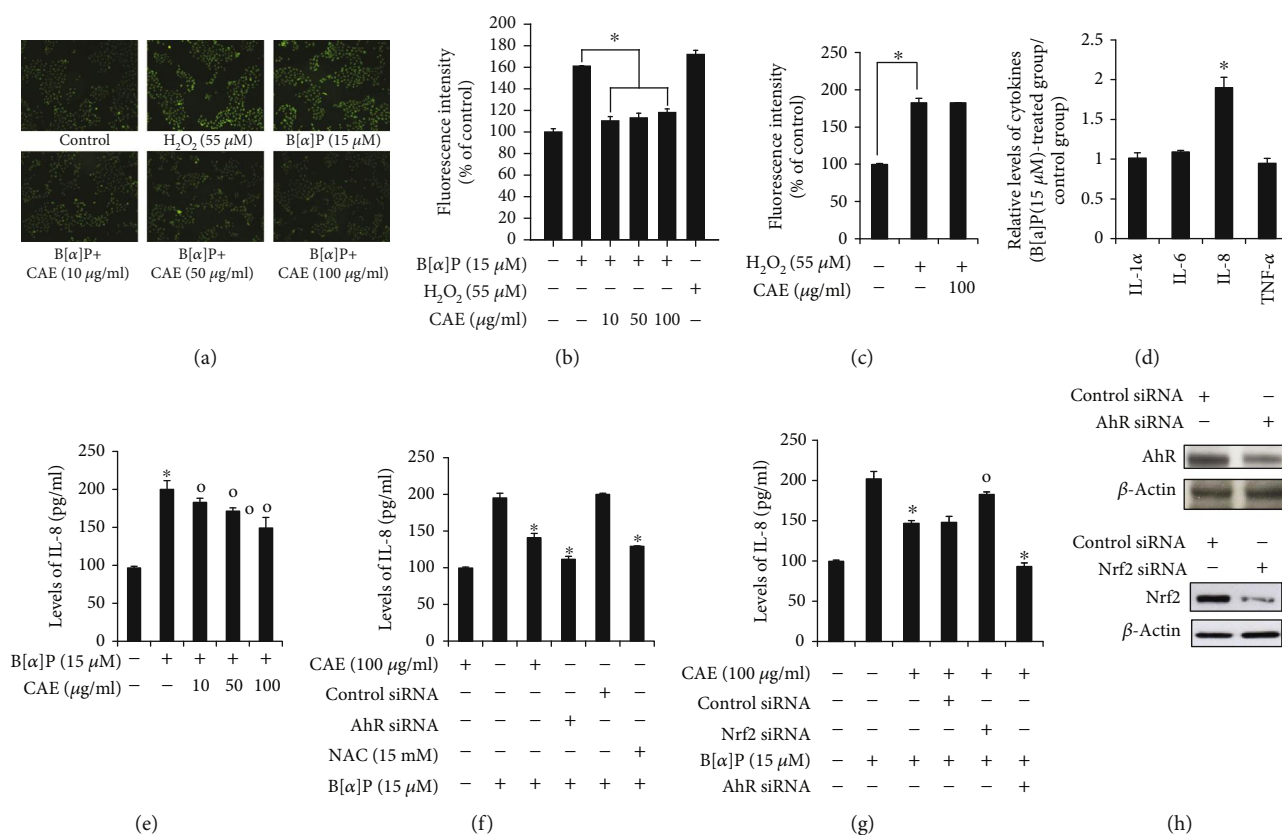 Control
H₂O₂ (55 μM)
B[α]P (15 μM)
B[α]P+
CAE (10 μg/ml)
B[α]P+
CAE (50 μg/ml)
B[α]P+
CAE (100 μg/ml)
(a)
Fluorescence intensity
(% of control)
180
160
140
120
100
80
60
40
20
0
*
B[α]P (15 μM) − + + + + −
H₂O₂ (55 μM) − − − − − +
CAE (μg/ml) − − 10 50 100 −
(b)
Fluorescence intensity
(% of control)
250
200
150
100
50
0
*
H₂O₂ (55 μM) − + +
CAE (μg/ml) − − 100
(c)
Relative levels of cytokines
(B[a]P (15 μM)-treated group/
control group)
2.5
2
1.5
1
0.5
0
*
IL-1α
IL-6
IL-8
TNF-α
(d)
Levels of IL-8 (pg/ml)
250
200
150
100
50
0
* o o o o
B[α]P (15 μM) − + + + +
CAE (μg/ml) − − 10 50 100
(e)
Levels of IL-8 (pg/ml)
250
200
150
100
50
0
* * *
CAE (100 μg/ml) + − + − − −
Control siRNA − − − − + −
AhR siRNA − − − + − −
NAC (15 mM) − − − − − +
B[α]P (15 μM) − + + + + +
(f)
Levels of IL-8 (pg/ml)
250
200
150
100
50
0
* o *
CAE (100 μg/ml) − − + + + +
Control siRNA − − − + − −
Nrf2 siRNA − − − − + −
B[α]P (15 μM) − + + + + +
AhR siRNA − − − − − +
(g)
Control siRNA + −
AhR siRNA − +
AhR
β-Actin
Control siRNA + −
Nrf2 siRNA − +
Nrf2
β-Actin
(h)